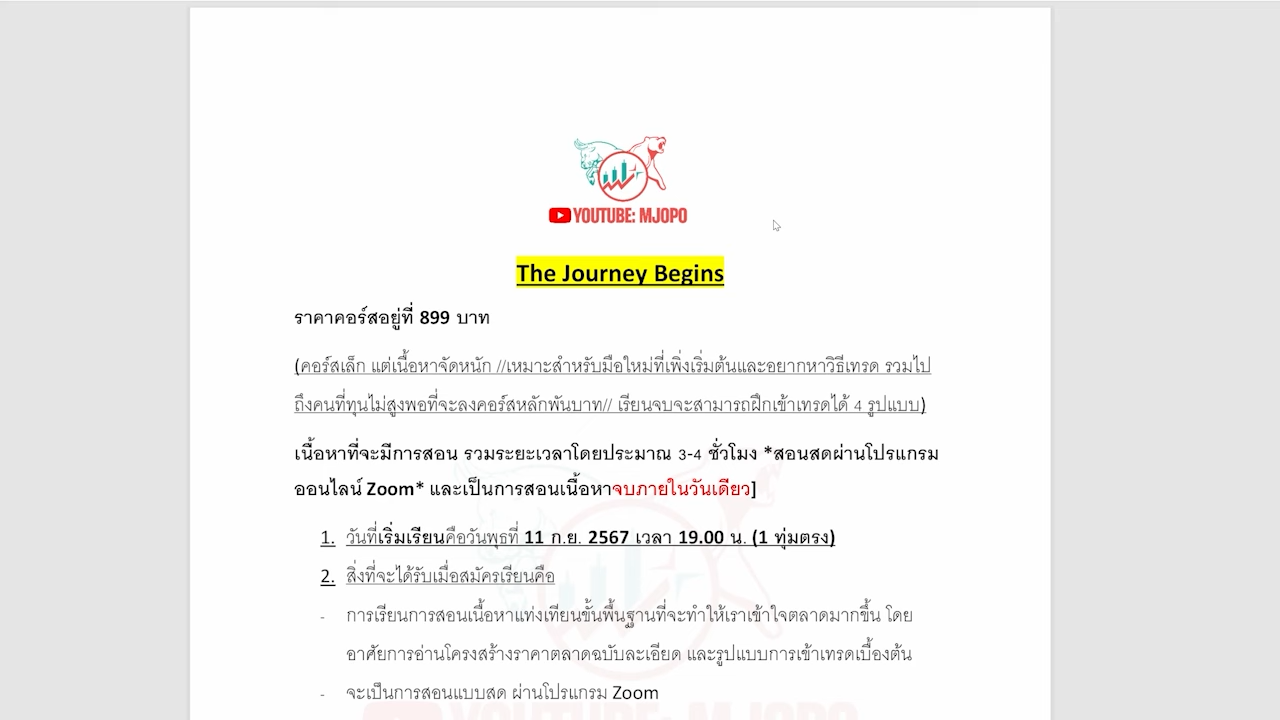 YOUTUBE: MJOPO
The Journey Begins
ราคาคอร์สอยู่ที่ 899 บาท
(คอร์สเล็ก แต่เนื้อหาจัดหนัก //เหมาะสำหรับมือใหม่ที่เพิ่งเริ่มต้นและอยากหาวิธีเทรด รวมไป
ถึงคนที่ทุนไม่สูงพอที่จะลงคอร์สหลักพันบาท// เรียนจบจะสามารถฝึกเข้าเทรดได้ 4 รูปแบบ)
เนื้อหาที่จะมีการสอน รวมระยะเวลาโดยประมาณ 3-4 ชั่วโมง *สอนสดผ่านโปรแกรม
ออนไลน์ Zoom* และเป็นการสอนเนื้อหาจบภายในวันเดียว]
1. วันที่เริ่มเรียนคือวันพุธที่ 11 ก.ย. 2567 เวลา 19.00 น. (1 ทุ่มตรง)
2. สิ่งที่จะได้รับเมื่อสมัครเรียนคือ
- การเรียนการสอนเนื้อหาแท่งเทียนขั้นพื้นฐานที่จะทำให้เราเข้าใจตลาดมากขึ้น โดย
อาศัยการอ่านโครงสร้างราคาตลาดฉบับละเอียด และรูปแบบการเข้าเทรดเบื้องต้น
- จะเป็นการสอนแบบสด ผ่านโปรแกรม Zoom
YOUTUBE: MJOPO